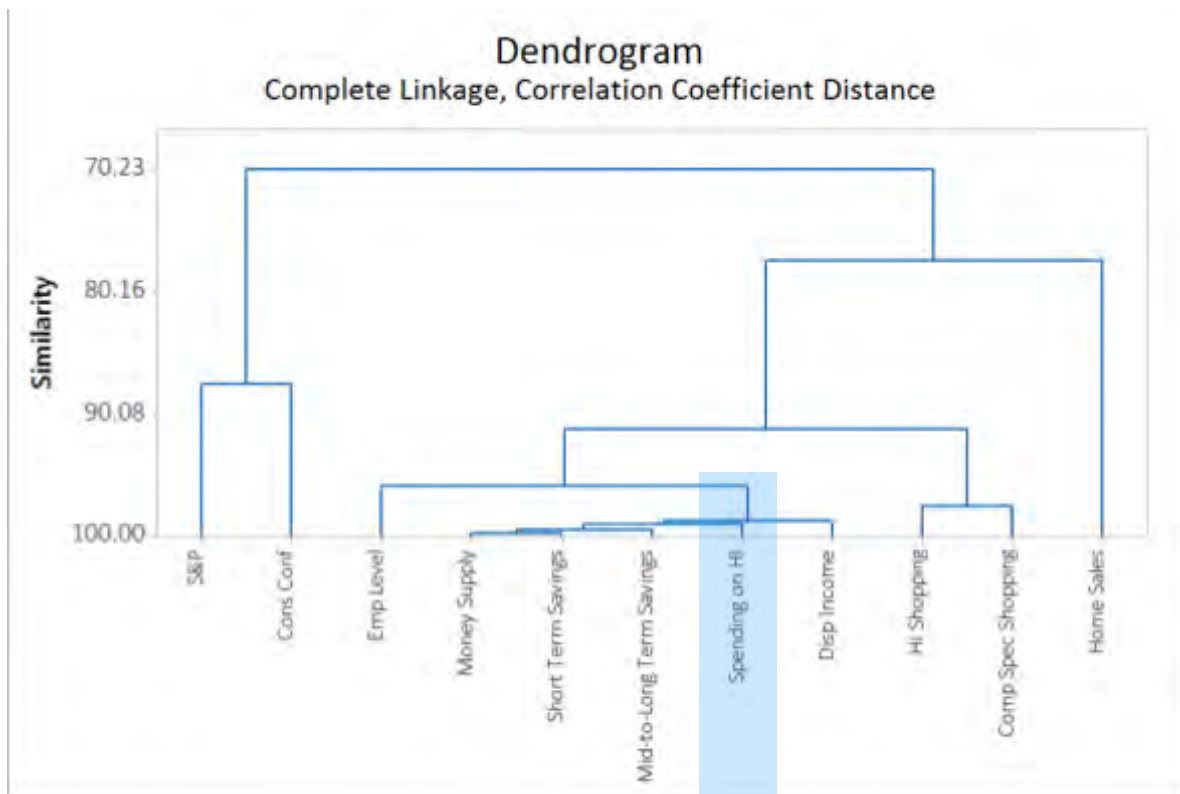 Dendrogram
Complete Linkage, Correlation Coefficient Distance
Similarity
70.23
80.16
90.08
100.00
S&P
Cons Conf
Emp Level
Money Supply
Short Term Savings
Mid-to-Long Term Savings
Spending on HI
Disp Income
HI Shopping
Comp Spec Shopping
Home Sales